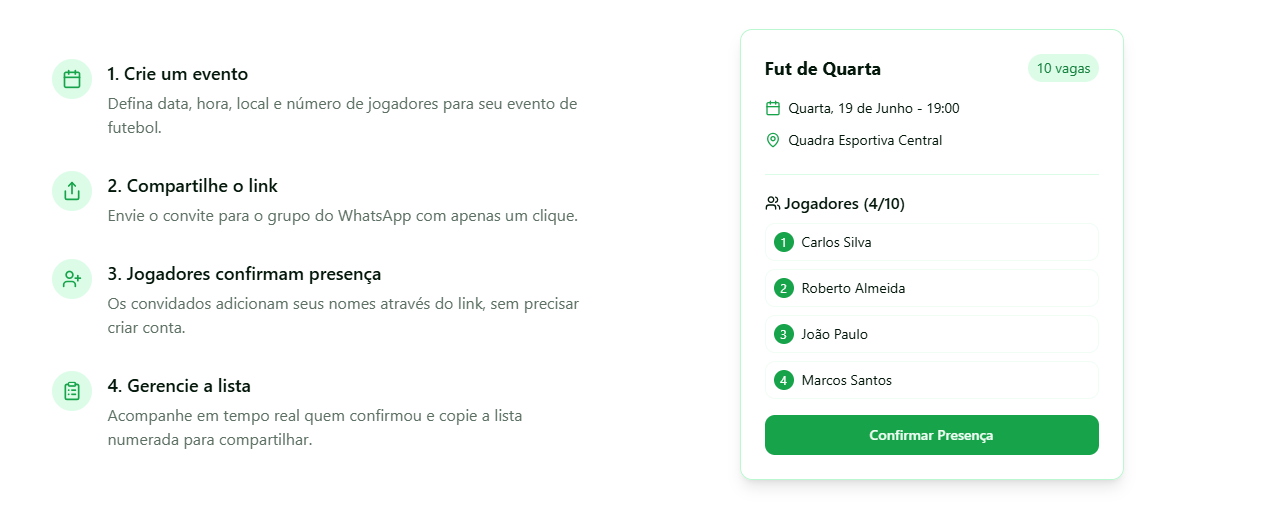 1. Crie um evento
Defina data, hora, local e número de jogadores para seu evento de
futebol.
2. Compartilhe o link
Envie o convite para o grupo do WhatsApp com apenas um clique.
3. Jogadores confirmam presença
Os convidados adicionam seus nomes através do link, sem precisar
criar conta.
4. Gerencie a lista
Acompanhe em tempo real quem confirmou e copie a lista
numerada para compartilhar.
Fut de Quarta
10 vagas
Quarta, 19 de Junho - 19:00
Quadra Esportiva Central
Jogadores (4/10)
1 Carlos Silva
2 Roberto Almeida
3 João Paulo
4 Marcos Santos
Confirmar Presença